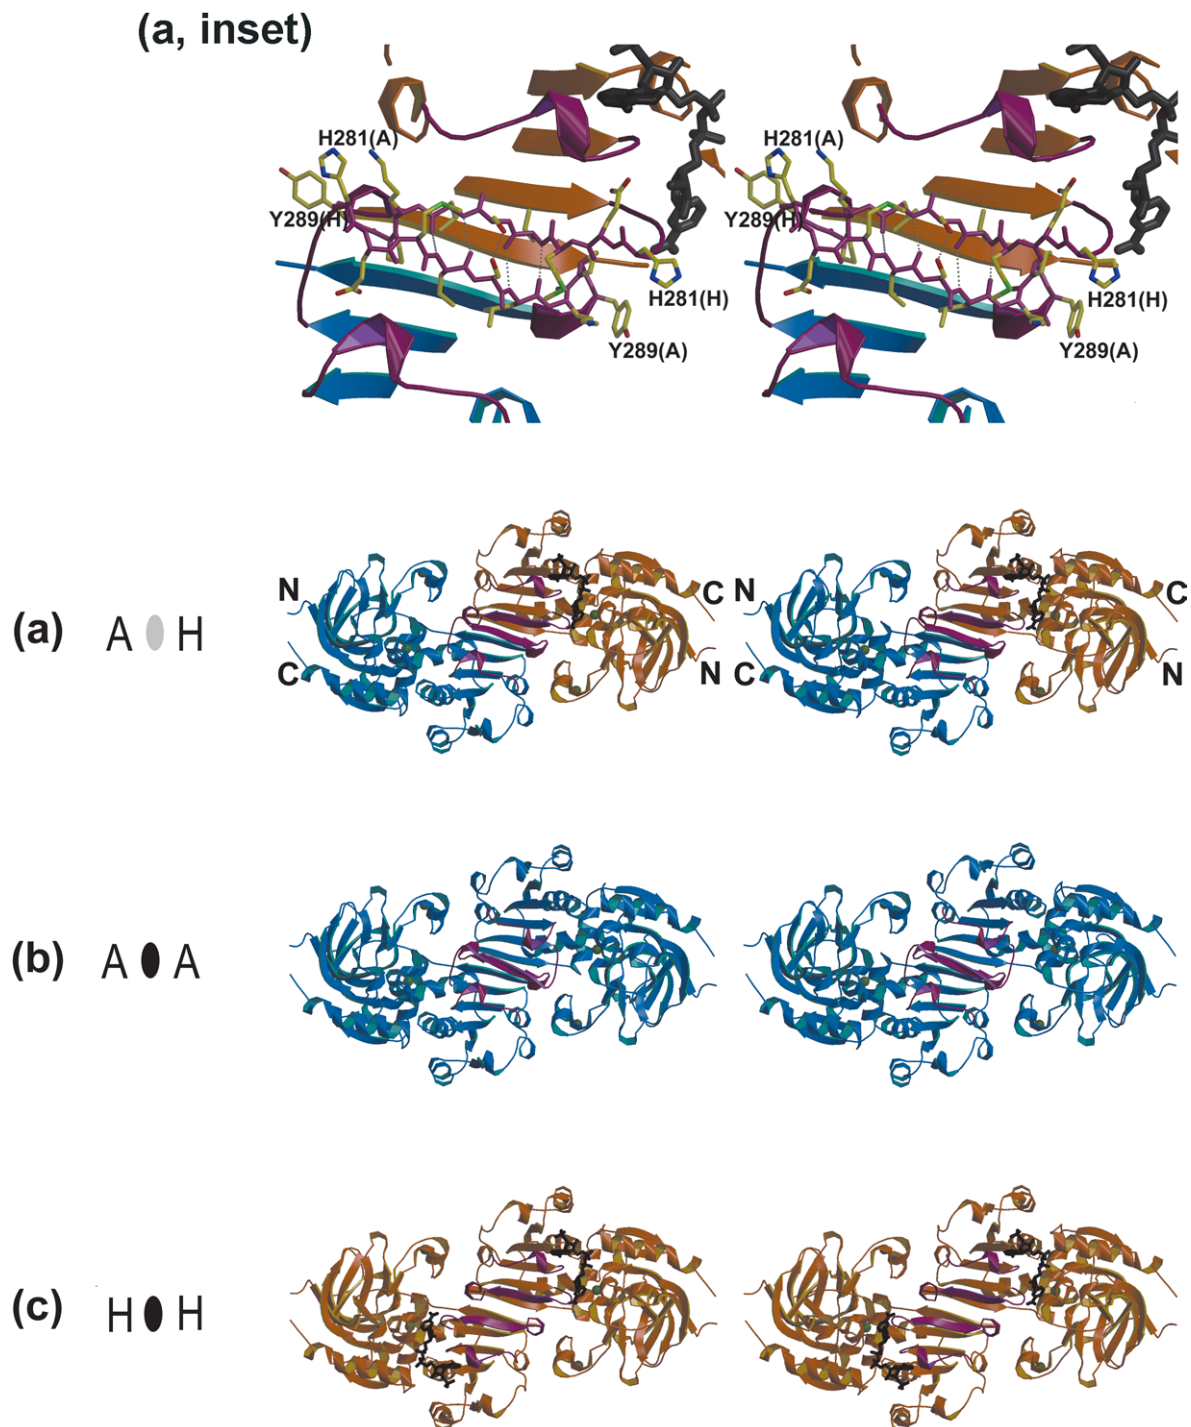 (a, inset)
H281(A)
Y289(H)
H281(H)
Y289(A)
H281(A)
Y289(H)
H281(H)
Y289(A)
(a) A H
N
C
C
N
N
C
C
N
(b) A A
(c) H H